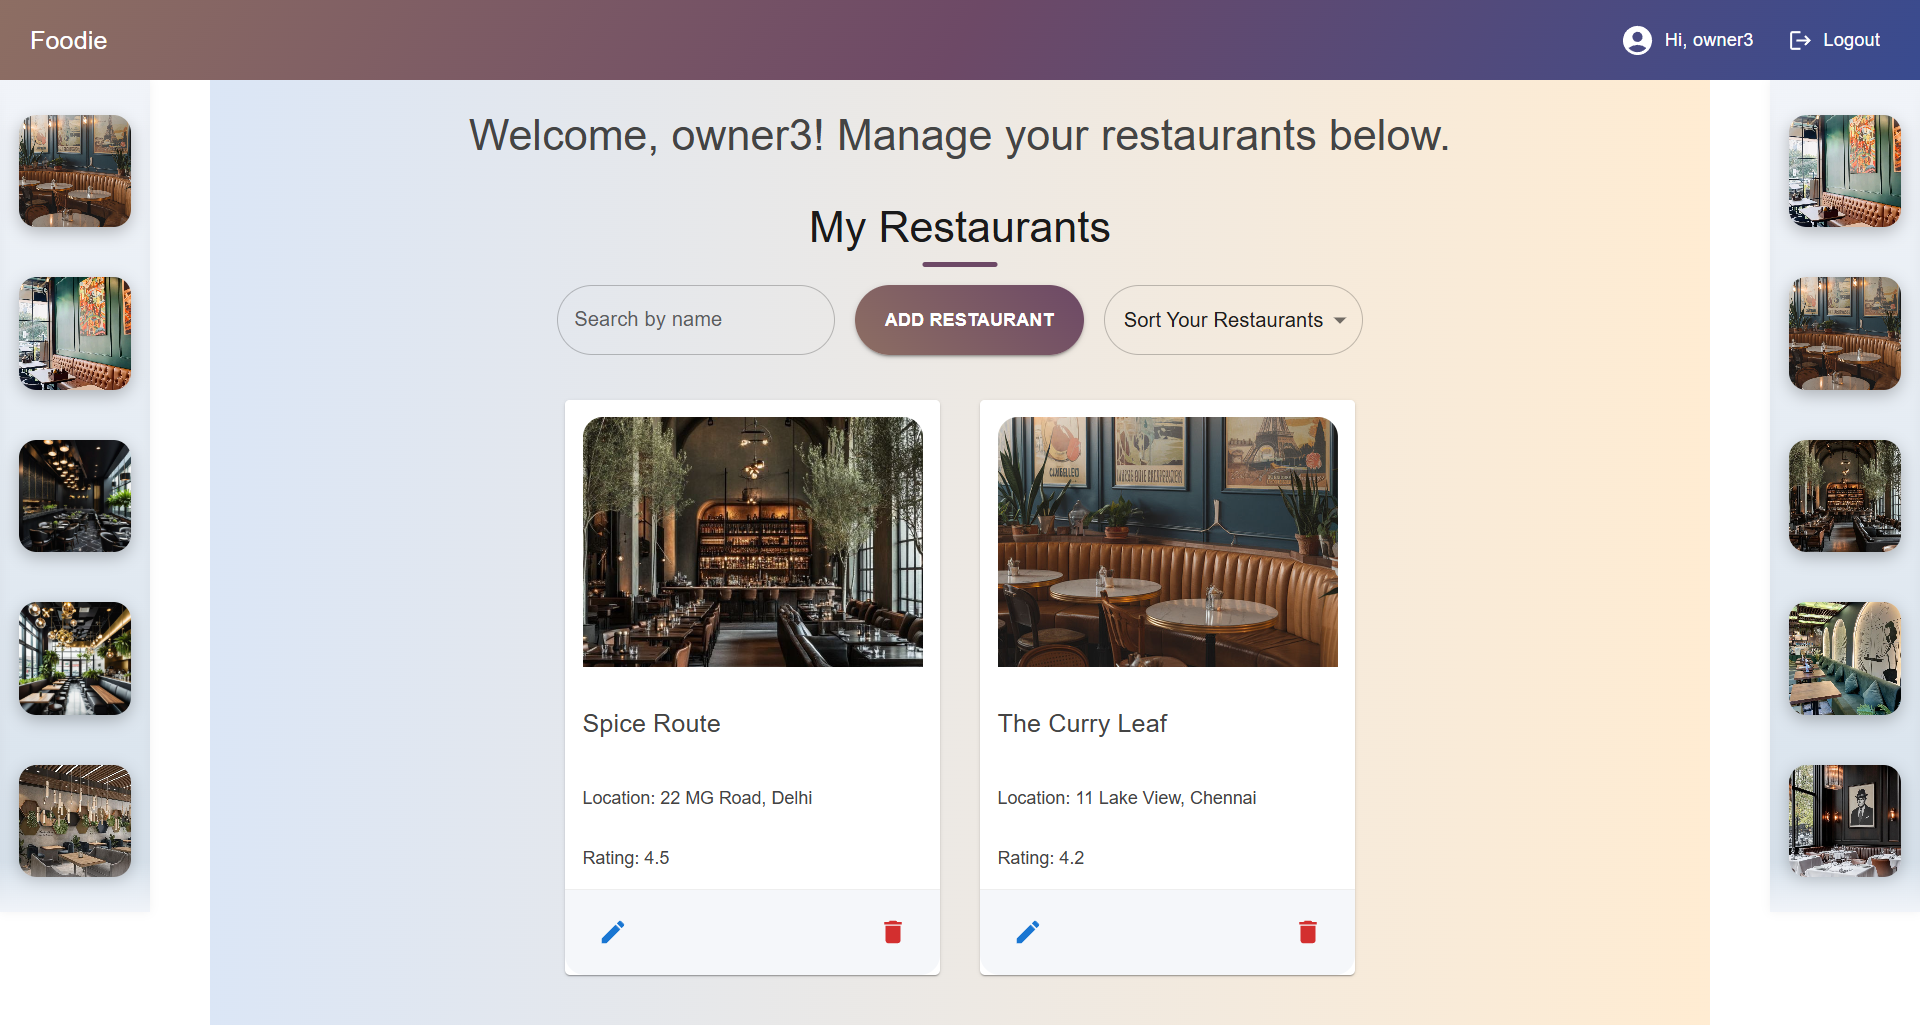 Foodie
Hi, owner3
Logout
Welcome, owner3! Manage your restaurants below.
My Restaurants
Search by name
ADD RESTAURANT
Sort Your Restaurants
Spice Route
Location: 22 MG Road, Delhi
Rating: 4.5
The Curry Leaf
Location: 11 Lake View, Chennai
Rating: 4.2